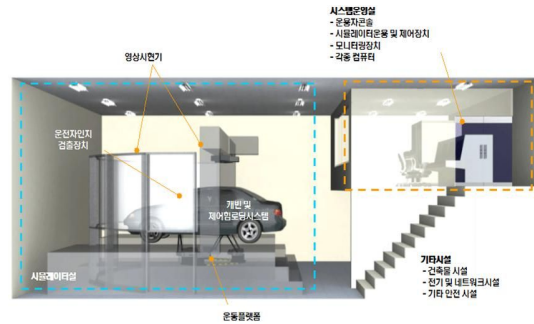 시스템운영실
- 운용자콘솔
- 시뮬레이터운용 및 제어장치
- 모니터링장치
- 각종 컴퓨터
영상시현기
운전자인지
검출장치
캐빈 및
제어힘로딩시스템
시뮬레이터실
기타시설
- 건축물 시설
- 전기 및 네트워크시설
- 기타 안전 시설
운동플랫폼